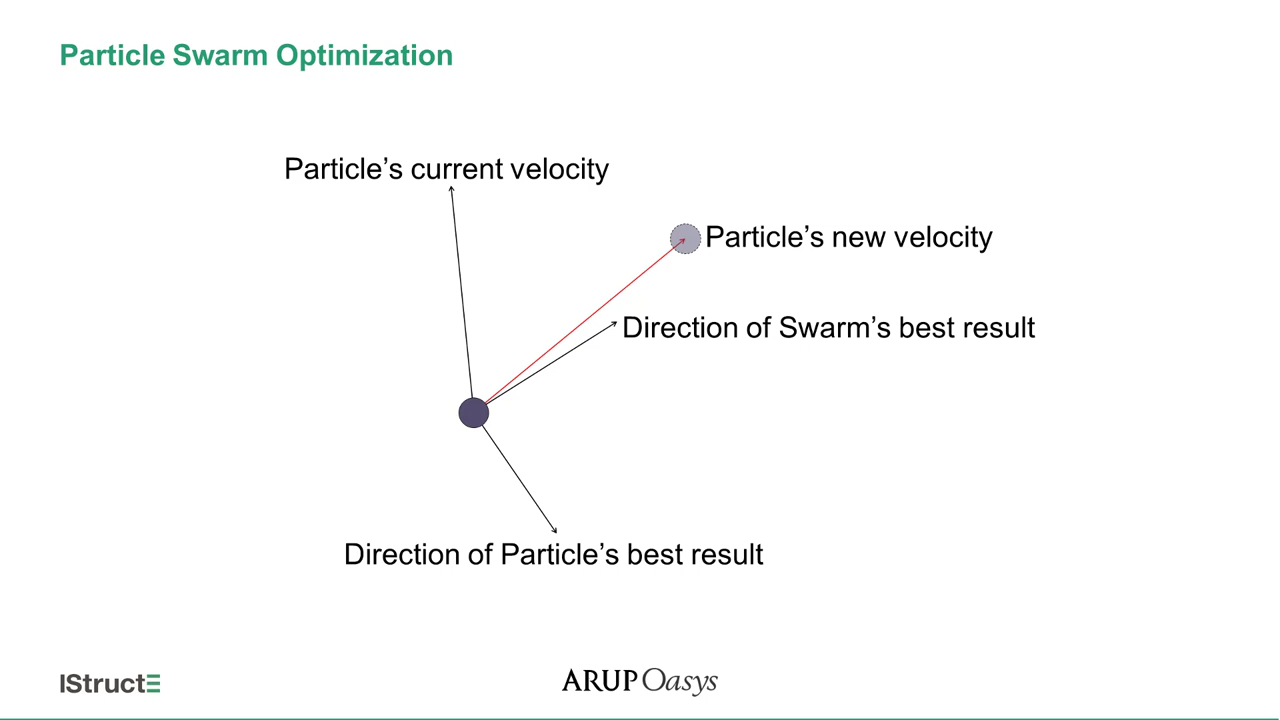 Particle Swarm Optimization
Particle’s current velocity
Particle’s new velocity
Direction of Swarm’s best result
Direction of Particle’s best result
IStructE
ARUP Oasys